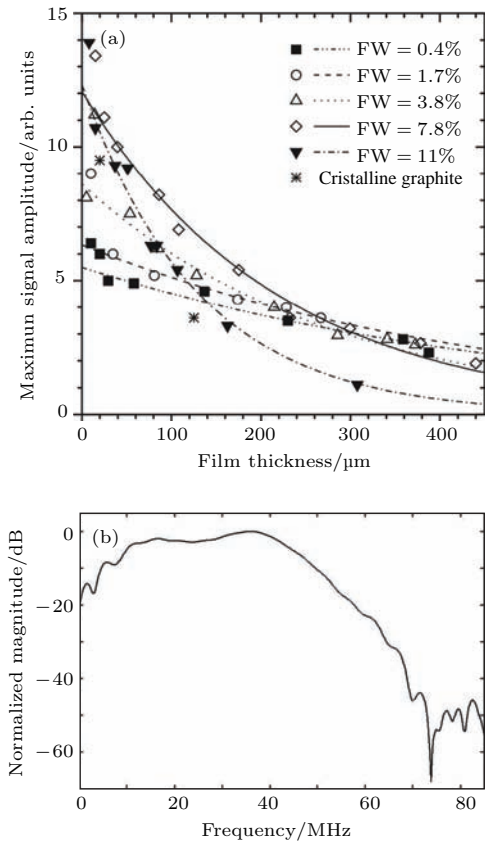 15
(a)
FW = 0.4%
FW = 1.7%
FW = 3.8%
FW = 7.8%
FW = 11%
Cristalline graphite
10
5
0
Maximun signal amplitude/arb. units
0 100 200 300 400
Film thickness/µm
(b)
0
−20
−40
−60
Normalized magnitude/dB
0 20 40 60 80
Frequency/MHz